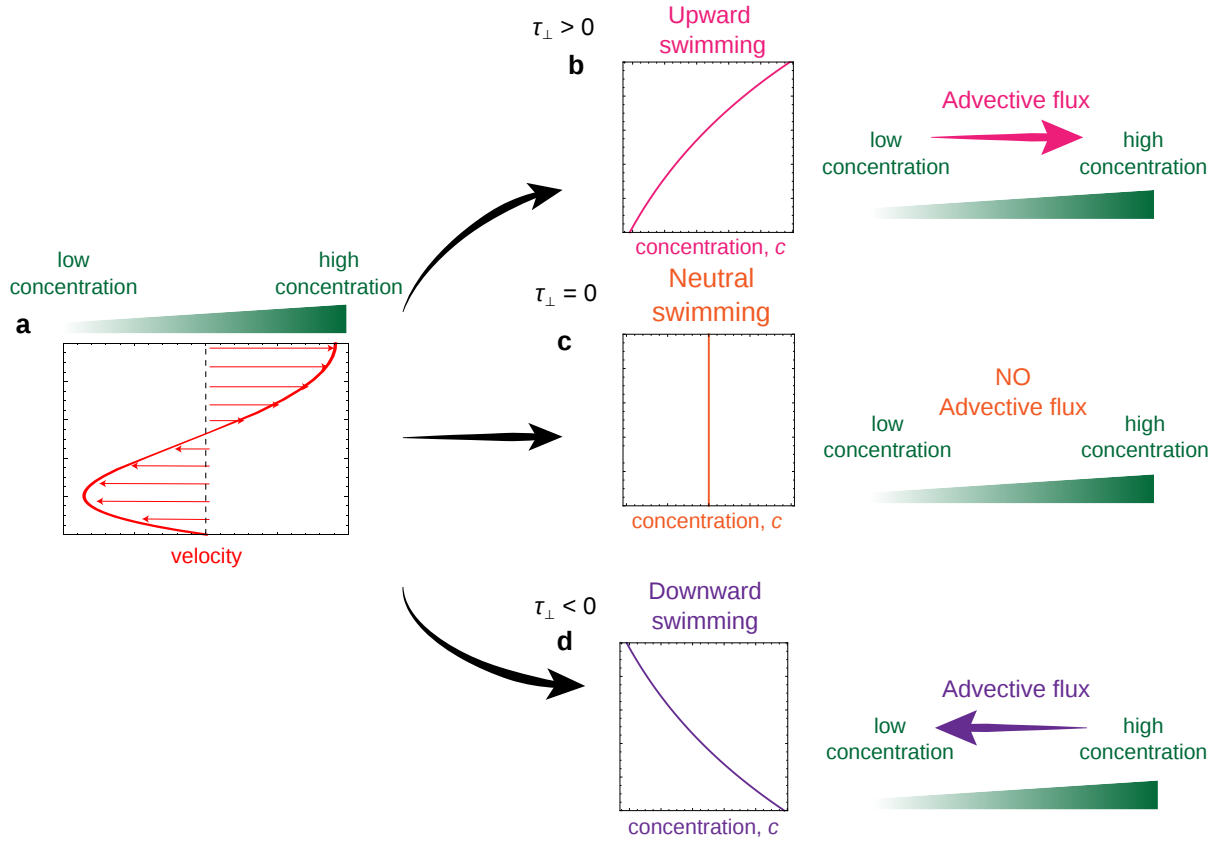 low
concentration
high
concentration
a
velocity
τ⊥ > 0
b
Upward
swimming
concentration, c
Advective flux
low
concentration
high
concentration
τ⊥ = 0
c
Neutral
swimming
concentration, c
NO
Advective flux
low
concentration
high
concentration
τ⊥ < 0
d
Downward
swimming
concentration, c
Advective flux
low
concentration
high
concentration